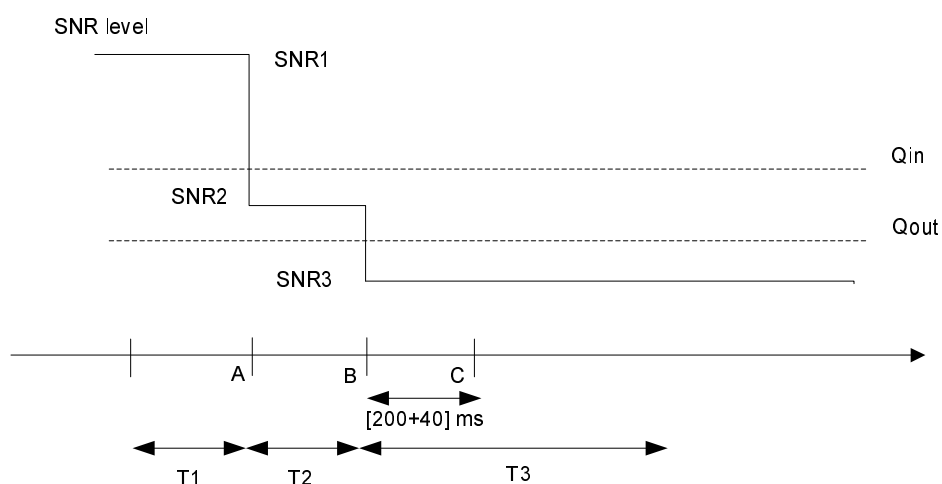 SNR level
SNR1
Qin
SNR2
Qout
SNR3
A
B
C
[200+40] ms
T1
T2
T3